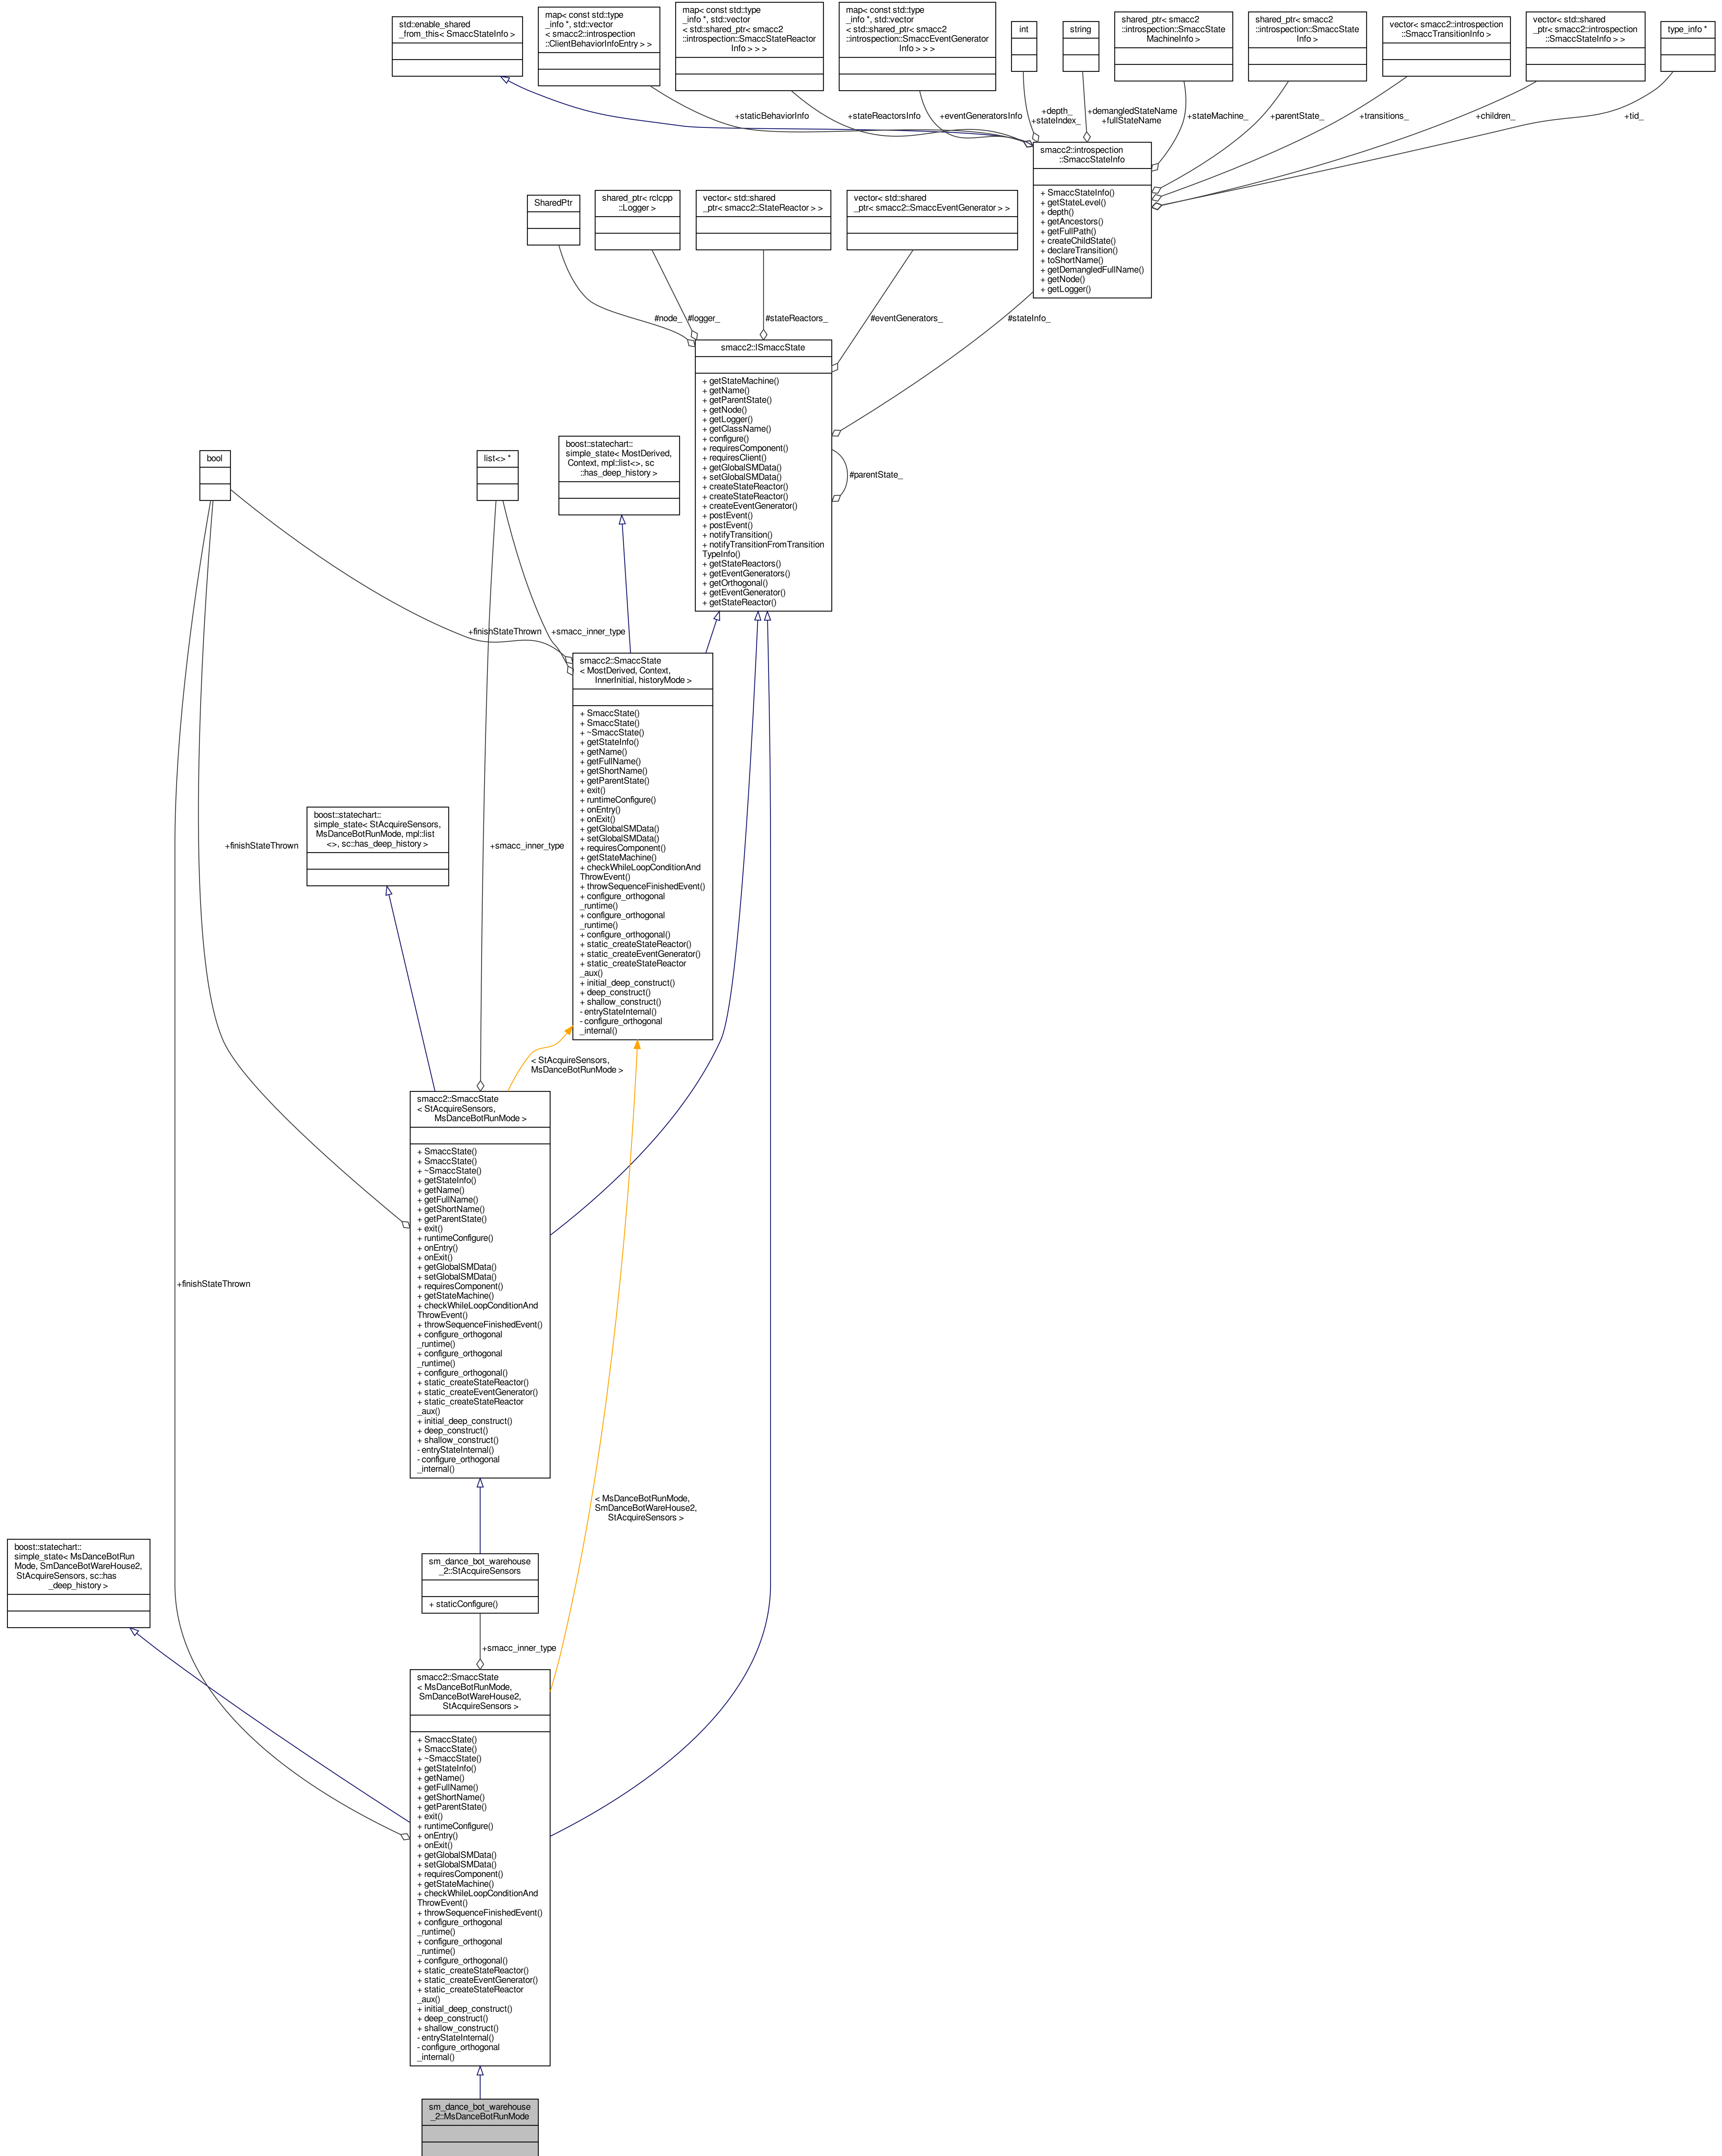 std::enable_shared
_from_this< SmaccStateInfo >
map< const std::type
_info *, std::vector
< smacc2::introspection
::ClientBehaviorInfoEntry > >
map< const std::type
_info *, std::vector
< std::shared_ptr< smacc2
::introspection::SmaccStateReactor
Info > > >
map< const std::type
_info *, std::vector
< std::shared_ptr< smacc2
::introspection::SmaccEventGenerator
Info > > >
int
string
shared_ptr< smacc2
::introspection::SmaccState
MachineInfo >
shared_ptr< smacc2
::introspection::SmaccState
Info >
vector< smacc2::introspection
::SmaccTransitionInfo >
vector< std::shared
_ptr< smacc2::introspection
::SmaccStateInfo > >
type_info *
+staticBehaviorInfo
+stateReactorsInfo
+eventGeneratorsInfo
+depth_
+stateIndex_
+demangledStateName
+fullStateName
+stateMachine_
+parentState_
+transitions_
+children_
+tid_
smacc2::introspection
::SmaccStateInfo
+ SmaccStateInfo()
+ getStateLevel()
+ depth()
+ getAncestors()
+ getFullPath()
+ createChildState()
+ declareTransition()
+ toShortName()
+ getDemangledFullName()
+ getNode()
+ getLogger()
SharedPtr
shared_ptr< rclcpp
::Logger >
vector< std::shared
_ptr< smacc2::StateReactor > >
vector< std::shared
_ptr< smacc2::SmaccEventGenerator > >
#node_
#logger_
#stateReactors_
#eventGenerators_
#stateInfo_
smacc2::ISmaccState
+ getStateMachine()
+ getName()
+ getParentState()
+ getNode()
+ getLogger()
+ getClassName()
+ configure()
+ requiresComponent()
+ requiresClient()
+ getGlobalSMData()
+ setGlobalSMData()
+ createStateReactor()
+ createStateReactor()
+ createEventGenerator()
+ postEvent()
+ postEvent()
+ notifyTransition()
+ notifyTransitionFromTransition
TypeInfo()
+ getStateReactors()
+ getEventGenerators()
+ getOrthogonal()
+ getEventGenerator()
+ getStateReactor()
#parentState_
bool
list<> *
boost::statechart::
simple_state< MostDerived,
Context, mpl::list<>, sc
::has_deep_history >
+finishStateThrown
+smacc_inner_type
smacc2::SmaccState
< MostDerived, Context,
InnerInitial, historyMode >
+ SmaccState()
+ SmaccState()
+ ~SmaccState()
+ getStateInfo()
+ getName()
+ getFullName()
+ getShortName()
+ getParentState()
+ exit()
+ runtimeConfigure()
+ onEntry()
+ onExit()
+ getGlobalSMData()
+ setGlobalSMData()
+ requiresComponent()
+ getStateMachine()
+ checkWhileLoopConditionAnd
ThrowEvent()
+ throwSequenceFinishedEvent()
+ configure_orthogonal
_runtime()
+ configure_orthogonal
_runtime()
+ configure_orthogonal()
+ static_createStateReactor()
+ static_createEventGenerator()
+ static_createStateReactor
_aux()
+ initial_deep_construct()
+ deep_construct()
+ shallow_construct()
- entryStateInternal()
- configure_orthogonal
_internal()
boost::statechart::
simple_state< StAcquireSensors,
MsDanceBotRunMode, mpl::list
<>, sc::has_deep_history >
+finishStateThrown
+smacc_inner_type
< StAcquireSensors,
MsDanceBotRunMode >
smacc2::SmaccState
< StAcquireSensors,
MsDanceBotRunMode >
+ SmaccState()
+ SmaccState()
+ ~SmaccState()
+ getStateInfo()
+ getName()
+ getFullName()
+ getShortName()
+ getParentState()
+ exit()
+ runtimeConfigure()
+ onEntry()
+ onExit()
+ getGlobalSMData()
+ setGlobalSMData()
+ requiresComponent()
+ getStateMachine()
+ checkWhileLoopConditionAnd
ThrowEvent()
+ throwSequenceFinishedEvent()
+ configure_orthogonal
_runtime()
+ configure_orthogonal
_runtime()
+ configure_orthogonal()
+ static_createStateReactor()
+ static_createEventGenerator()
+ static_createStateReactor
_aux()
+ initial_deep_construct()
+ deep_construct()
+ shallow_construct()
- entryStateInternal()
- configure_orthogonal
_internal()
+finishStateThrown
< MsDanceBotRunMode,
SmDanceBotWareHouse2,
StAcquireSensors >
boost::statechart::
simple_state< MsDanceBotRun
Mode, SmDanceBotWareHouse2,
StAcquireSensors, sc::has
_deep_history >
sm_dance_bot_warehouse
_2::StAcquireSensors
+ staticConfigure()
+smacc_inner_type
smacc2::SmaccState
< MsDanceBotRunMode,
SmDanceBotWareHouse2,
StAcquireSensors >
+ SmaccState()
+ SmaccState()
+ ~SmaccState()
+ getStateInfo()
+ getName()
+ getFullName()
+ getShortName()
+ getParentState()
+ exit()
+ runtimeConfigure()
+ onEntry()
+ onExit()
+ getGlobalSMData()
+ setGlobalSMData()
+ requiresComponent()
+ getStateMachine()
+ checkWhileLoopConditionAnd
ThrowEvent()
+ throwSequenceFinishedEvent()
+ configure_orthogonal
_runtime()
+ configure_orthogonal
_runtime()
+ configure_orthogonal()
+ static_createStateReactor()
+ static_createEventGenerator()
+ static_createStateReactor
_aux()
+ initial_deep_construct()
+ deep_construct()
+ shallow_construct()
- entryStateInternal()
- configure_orthogonal
_internal()
sm_dance_bot_warehouse
_2::MsDanceBotRunMode